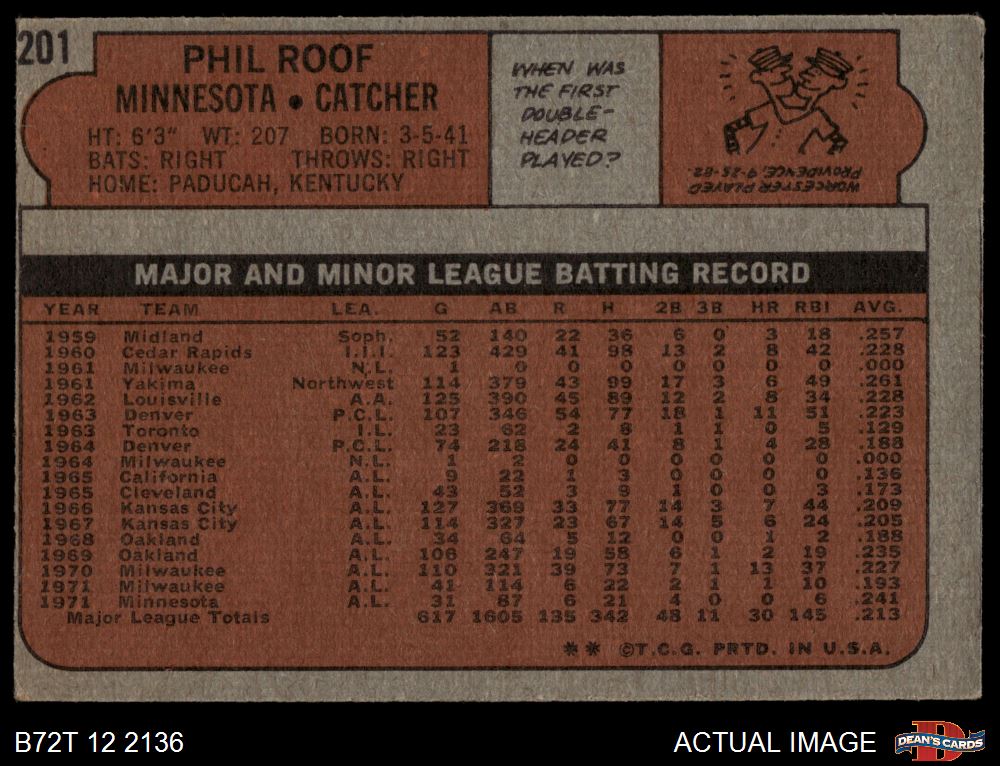 201
PHIL ROOF
MINNESOTA • CATCHER
HT: 6'3" WT: 207 BORN: 3-5-41
BATS: RIGHT THROWS: RIGHT
HOME: PADUCAH, KENTUCKY
WHEN WAS
THE FIRST
DOUBLE-
HEADER
PLAYED?
WORCESTER PLAYED
PROVIDENCE, 9-25-82.
MAJOR AND MINOR LEAGUE BATTING RECORD
YEAR TEAM LEA. G AB R H 2B 3B HR RBI AVG.
1959 Midland Soph. 52 140 22 36 6 0 3 18 .257
1960 Cedar Rapids I.I.I. 123 429 41 98 13 2 8 42 .228
1961 Milwaukee N.L. 1 0 0 0 0 0 0 0 .000
1961 Yakima Northwest 114 379 43 99 17 3 6 49 .261
1962 Louisville A.A. 125 390 45 89 12 2 8 34 .228
1963 Denver P.C.L. 107 346 54 77 18 1 11 51 .223
1963 Toronto I.L. 23 62 2 8 1 1 0 5 .129
1964 Denver P.C.L. 74 218 24 41 8 1 4 28 .188
1964 Milwaukee N.L. 1 2 0 0 0 0 0 0 .000
1965 California A.L. 9 22 1 3 0 0 0 0 .136
1965 Cleveland A.L. 43 52 3 9 1 0 0 3 .173
1966 Kansas City A.L. 127 369 33 77 14 3 7 44 .209
1967 Kansas City A.L. 114 327 23 67 14 5 6 24 .205
1968 Oakland A.L. 34 64 5 12 0 0 1 2 .188
1969 Oakland A.L. 106 247 19 58 6 1 2 19 .235
1970 Milwaukee A.L. 110 321 39 73 7 1 13 37 .227
1971 Milwaukee A.L. 41 114 6 22 2 1 1 10 .193
1971 Minnesota A.L. 31 87 6 21 4 0 0 6 .241
Major League Totals 617 1605 135 342 48 11 30 145 .213
** ©T.C.G. PRTD. IN U.S.A.
B72T 12 2136
ACTUAL IMAGE
DEAN'S CARDS